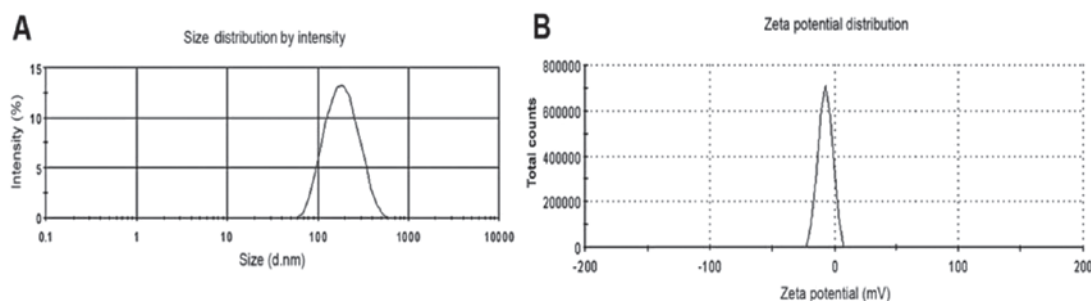 A
Size distribution by intensity
15
10
5
0
Intensity (%)
0.1 1 10 100 1000 10000
Size (d.nm)
B
Zeta potential distribution
800000
600000
400000
200000
0
Total counts
-200 -100 0 100 200
Zeta potential (mV)